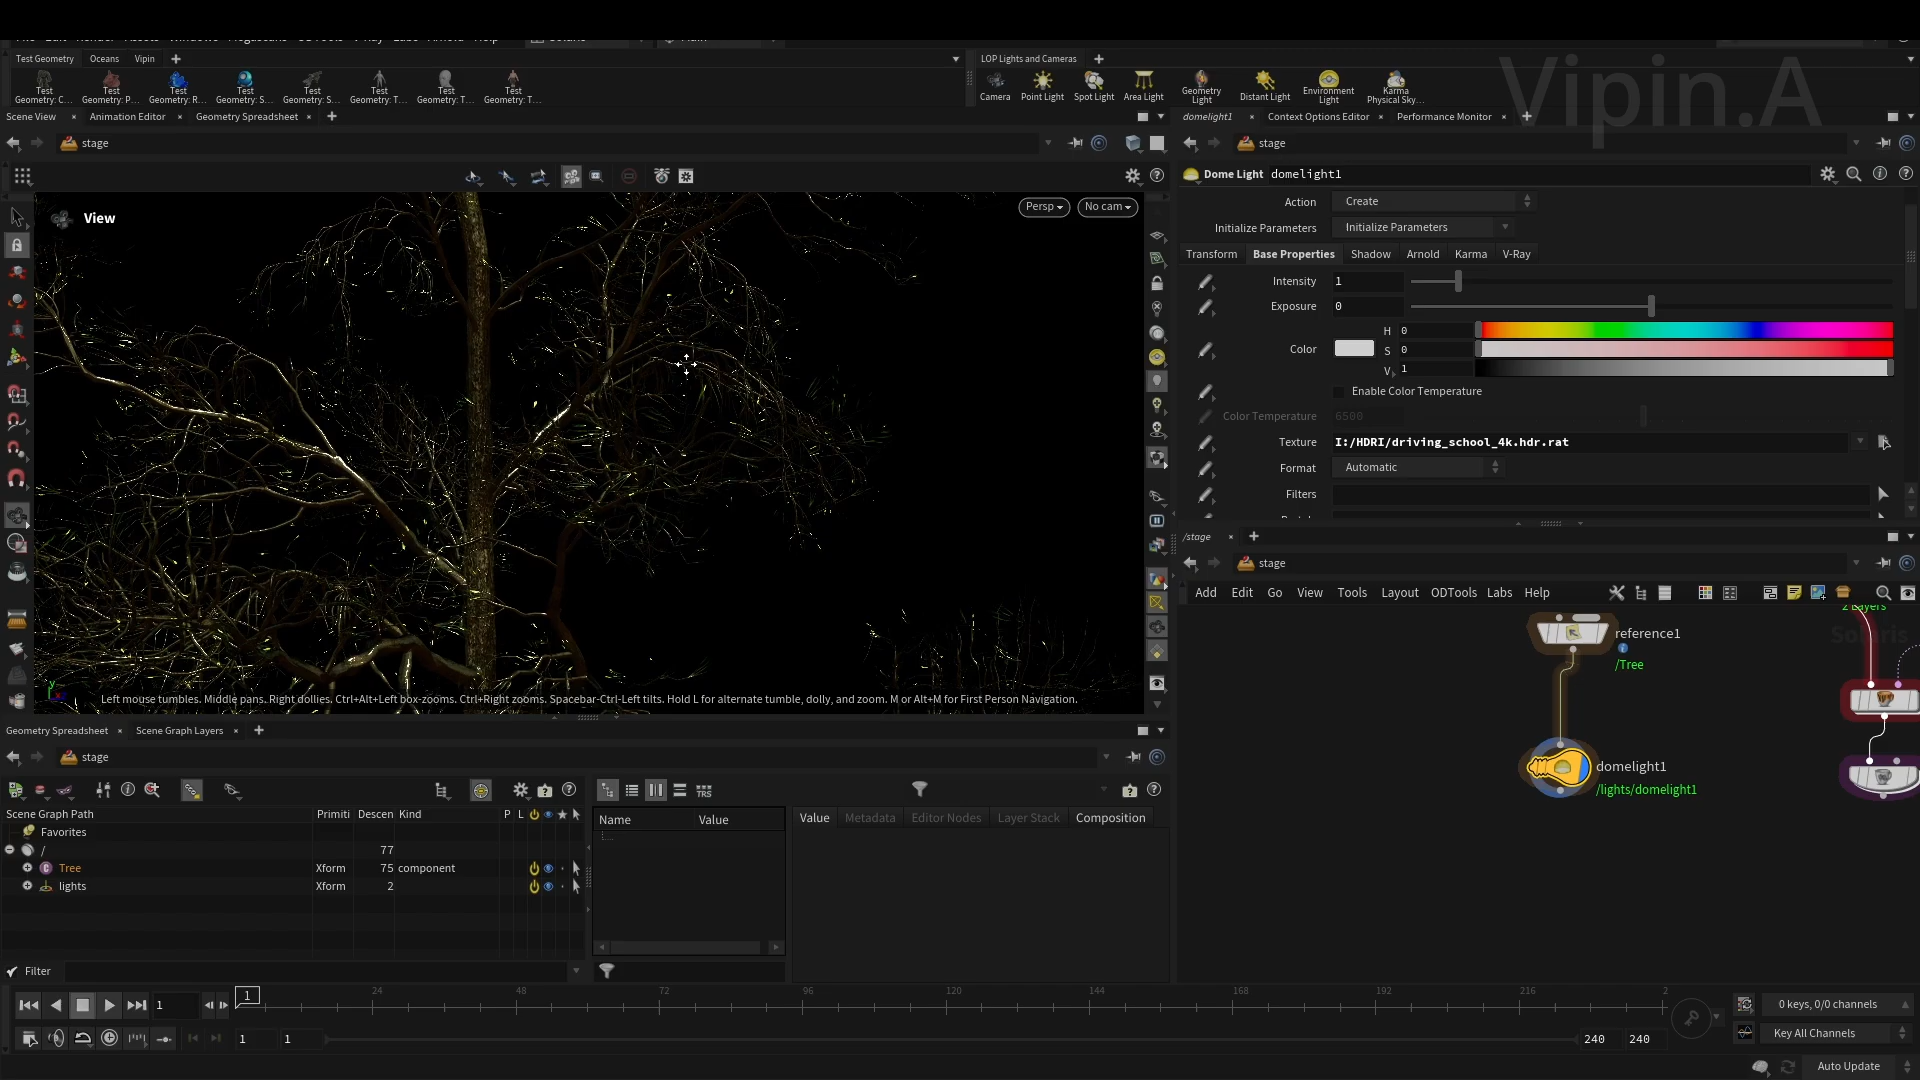 Test Geometry
Oceans
Vipin
LOP Lights and Cameras
Test Geometry: C...
Test Geometry: P...
Test Geometry: R...
Test Geometry: S...
Test Geometry: S...
Test Geometry: T...
Test Geometry: T...
Test Geometry: T...
Camera
Point Light
Spot Light
Area Light
Geometry Light
Distant Light
Environment Light
Karma Physical Sky...
Vipin.A
Scene View
Animation Editor
Geometry Spreadsheet
domelight1
Context Options Editor
Performance Monitor
stage
stage
Dome Light domelight1
View
Persp
No cam
Action Create
Initialize Parameters Initialize Parameters
Transform Base Properties Shadow Arnold Karma V-Ray
Intensity 1
Exposure 0
H 0
Color S 0
V 1
Enable Color Temperature
Color Temperature 6500
Texture I:/HDRI/driving_school_4k.hdr.rat
Format Automatic
Filters
/stage
stage
Add Edit Go View Tools Layout ODTools Labs Help
2 layers
Solaris
reference1
/Tree
domelight1
/lights/domelight1
y
Left mouse tumbles. Middle pans. Right dollies. Ctrl+Alt+Left box-zooms. Ctrl+Right zooms. Spacebar-Ctrl-Left tilts. Hold L for alternate tumble, dolly, and zoom. M or Alt+M for First Person Navigation.
Geometry Spreadsheet
Scene Graph Layers
stage
TRS
Scene Graph Path Primiti Descen Kind P L
Favorites
/ 77
Tree Xform 75 component
lights Xform 2
Filter
Name Value
Value Metadata Editor Nodes Layer Stack Composition
1
1
24 48 72 96 120 144 168 192 216 2
1 1
240 240
0 keys, 0/0 channels
Key All Channels
Auto Update